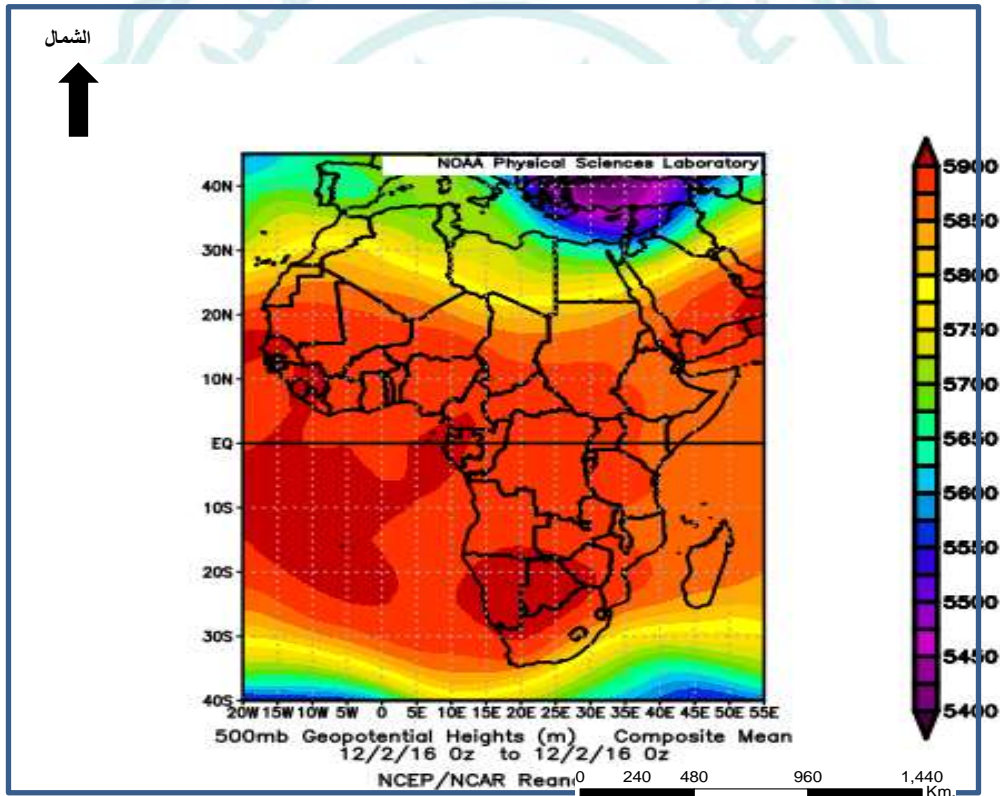 الشمال
NOAA Physical Sciences Laboratory
40N
30N
20N
10N
EQ
10S
20S
30S
40S
20W 15W 10W 5W 0 5E 10E 15E 20E 25E 30E 35E 40E 45E 50E 55E
500mb Geopotential Heights (m) Composite Mean
12/2/16 0z to 12/2/16 0z
NCEP/NCAR
5900
5850
5800
5750
5700
5650
5600
5550
5500
5450
5400
0 240 480 960 1,440
Km.